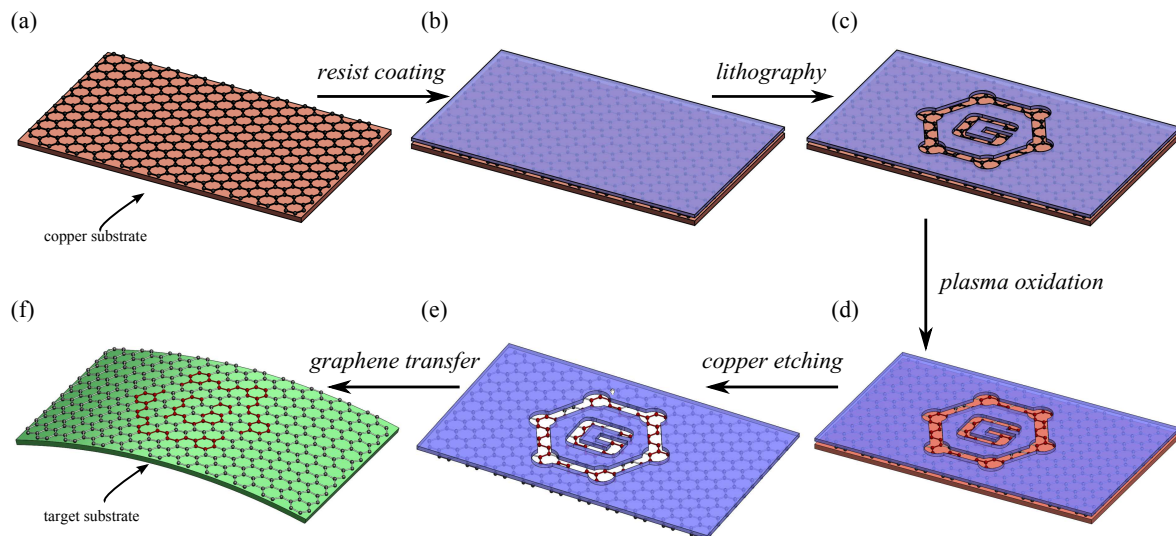 (a)
(b)
(c)
resist coating
lithography
copper substrate
G
plasma oxidation
(f)
(e)
(d)
graphene transfer
copper etching
G
G
target substrate